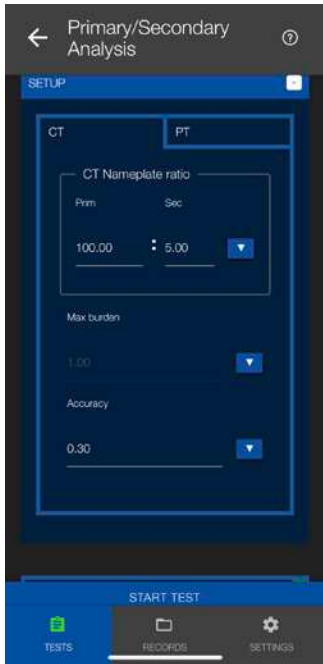 Primary/Secondary
Analysis
SETUP
CT PT
CT Nameplate ratio
Prim Sec
100.00 : 5.00
Max burden
1.00
Accuracy
0.30
START TEST
TESTS RECORDS SETTINGS